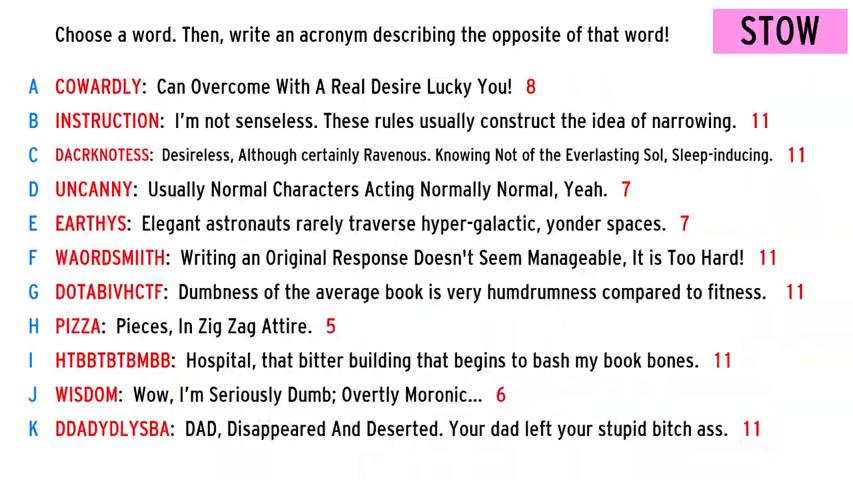 Choose a word. Then, write an acronym describing the opposite of that word!
STOW
A COWARDLY: Can Overcome With A Real Desire Lucky You! 8
B INSTRUCTION: I'm not senseless. These rules usually construct the idea of narrowing. 11
C DACRKNOTESS: Desireless, Although certainly Ravenous. Knowing Not of the Everlasting Sol, Sleep-inducing. 11
D UNCANNY: Usually Normal Characters Acting Normally Normal, Yeah. 7
E EARTHYS: Elegant astronauts rarely traverse hyper-galactic, yonder spaces. 7
F WAORDSMIITH: Writing an Original Response Doesn't Seem Manageable, It is Too Hard! 11
G DOTABIVHCTF: Dumbness of the average book is very humdrumness compared to fitness. 11
H PIZZA: Pieces, In Zig Zag Attire. 5
I HTBBTBTBMBB: Hospital, that bitter building that begins to bash my book bones. 11
J WISDOM: Wow, I'm Seriously Dumb; Overtly Moronic... 6
K DDADYDLYSBA: DAD, Disappeared And Deserted. Your dad left your stupid bitch ass. 11